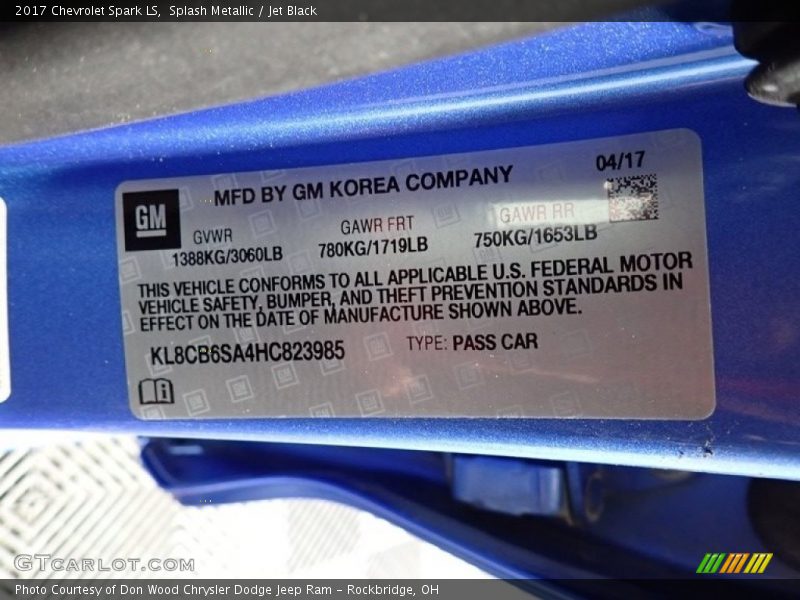 2017 Chevrolet Spark LS, Splash Metallic / Jet Black
MFD BY GM KOREA COMPANY
04/17
GM
GVWR GAWR FRT GAWR RR
1388KG/3060LB 780KG/1719LB 750KG/1653LB
THIS VEHICLE CONFORMS TO ALL APPLICABLE U.S. FEDERAL MOTOR
VEHICLE SAFETY, BUMPER, AND THEFT PREVENTION STANDARDS IN
EFFECT ON THE DATE OF MANUFACTURE SHOWN ABOVE.
KL8CB6SA4HC823985 TYPE: PASS CAR
GTCARLOT.COM
Photo Courtesy of Don Wood Chrysler Dodge Jeep Ram – Rockbridge, OH